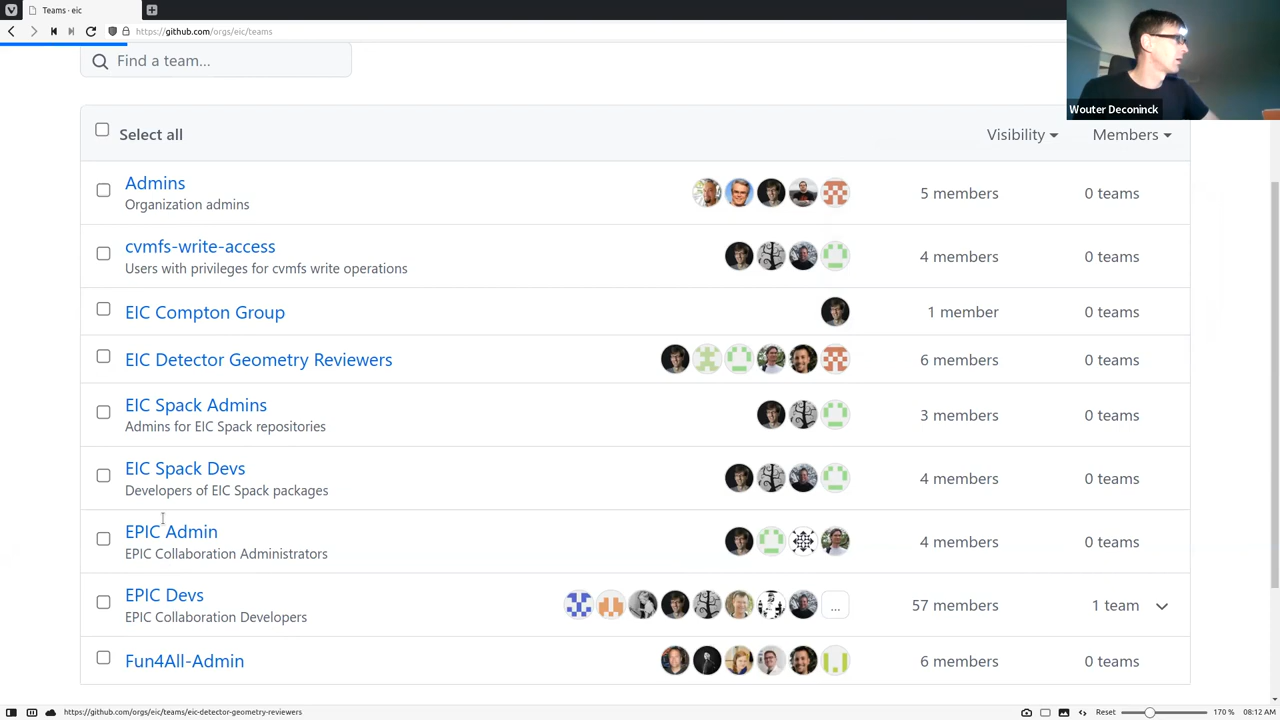 Teams · eic
https://github.com/orgs/eic/teams
Wouter Deconinck
Find a team...
Select all
Visibility
Members
Admins
Organization admins
5 members
0 teams
cvmfs-write-access
Users with privileges for cvmfs write operations
4 members
0 teams
EIC Compton Group
1 member
0 teams
EIC Detector Geometry Reviewers
6 members
0 teams
EIC Spack Admins
Admins for EIC Spack repositories
3 members
0 teams
EIC Spack Devs
Developers of EIC Spack packages
4 members
0 teams
EPIC Admin
EPIC Collaboration Administrators
4 members
0 teams
EPIC Devs
EPIC Collaboration Developers
...
57 members
1 team
Fun4All-Admin
6 members
0 teams
https://github.com/orgs/eic/teams/eic-detector-geometry-reviewers
Reset
170 %
08:12 AM